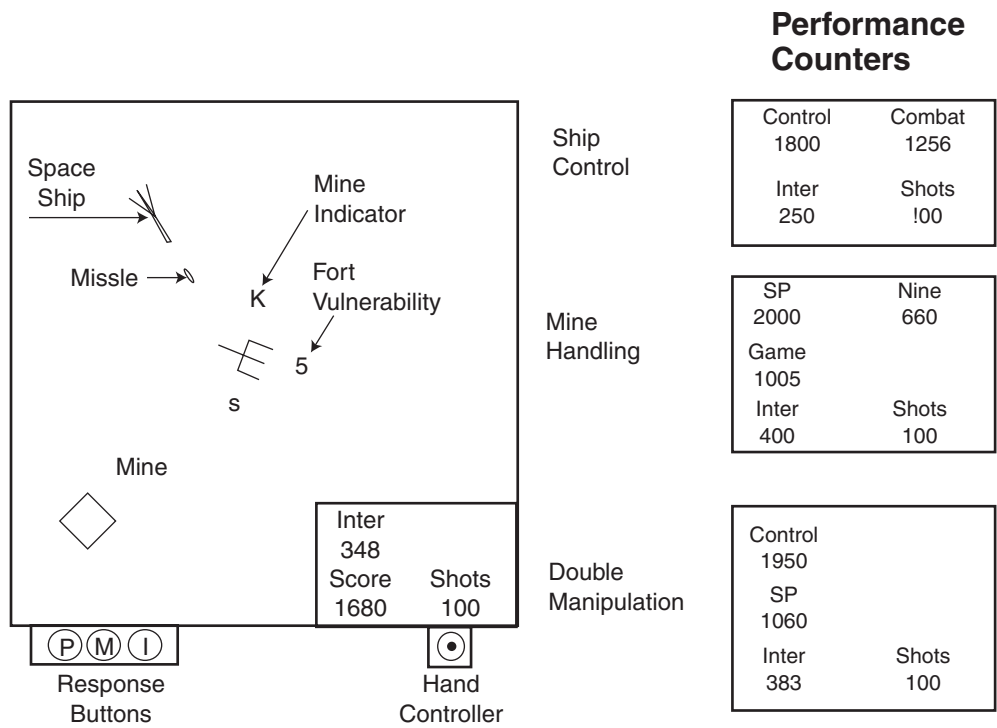 Performance
Counters
Space
Ship
Mine
Indicator
Missle
K
Fort
Vulnerability
5
s
Mine
Inter
348
Score Shots
1680 100
P M I
Response
Buttons
Hand
Controller
Ship
Control
Control Combat
1800 1256
Inter Shots
250 !00
Mine
Handling
SP Nine
2000 660
Game
1005
Inter Shots
400 100
Double
Manipulation
Control
1950
SP
1060
Inter Shots
383 100